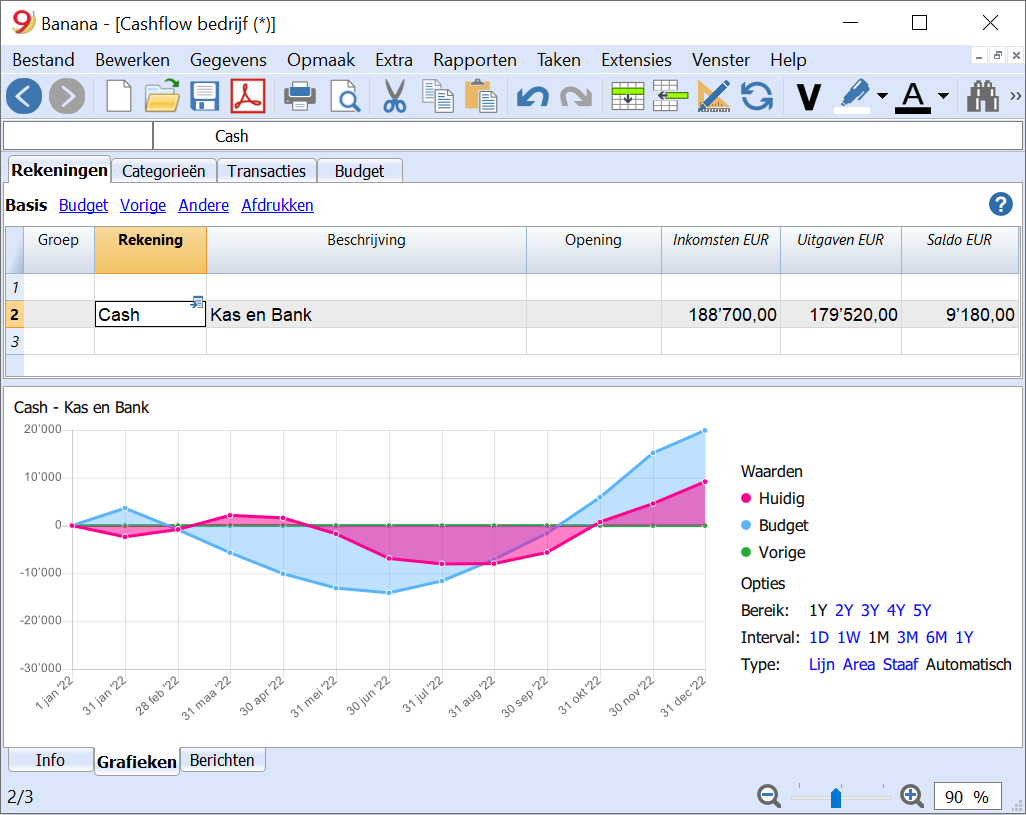 Banana - [Cashflow bedrijf (*)]
Bestand Bewerken Gegevens Opmaak Extra Rapporten Taken Extensies Venster Help
V A »
Cash
Rekeningen Categorieën Transacties Budget
Basis Budget Vorige Andere Afdrukken ?
Groep Rekening Beschrijving Opening Inkomsten EUR Uitgaven EUR Saldo EUR
1
2 Cash Kas en Bank 188'700,00 179'520,00 9'180,00
3
Cash - Kas en Bank
20'000
10'000
0
-10'000
-20'000
-30'000
1 jan '22 31 jan '22 28 feb '22 31 maa '22 30 apr '22 31 mei '22 30 jun '22 31 jul '22 31 aug '22 30 sep '22 31 okt '22 30 nov '22 31 dec '22
Waarden
Huidig
Budget
Vorige
Opties
Bereik: 1Y 2Y 3Y 4Y 5Y
Interval: 1D 1W 1M 3M 6M 1Y
Type: Lijn Area Staaf Automatisch
Info Grafieken Berichten
2/3 90 %